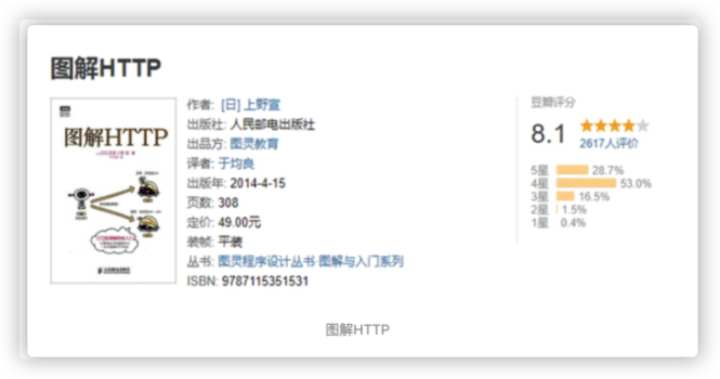 图解HTTP
图解HTTP
作者: [日] 上野宣
出版社: 人民邮电出版社
出品方: 图灵教育
译者: 于均良
出版年: 2014-4-15
页数: 308
定价: 49.00元
装帧: 平装
丛书: 图灵程序设计丛书·图解与入门系列
ISBN: 9787115351531
豆瓣评分
8.1
2617人评价
5星 28.7%
4星 53.0%
3星 16.5%
2星 1.5%
1星 0.4%
图解HTTP